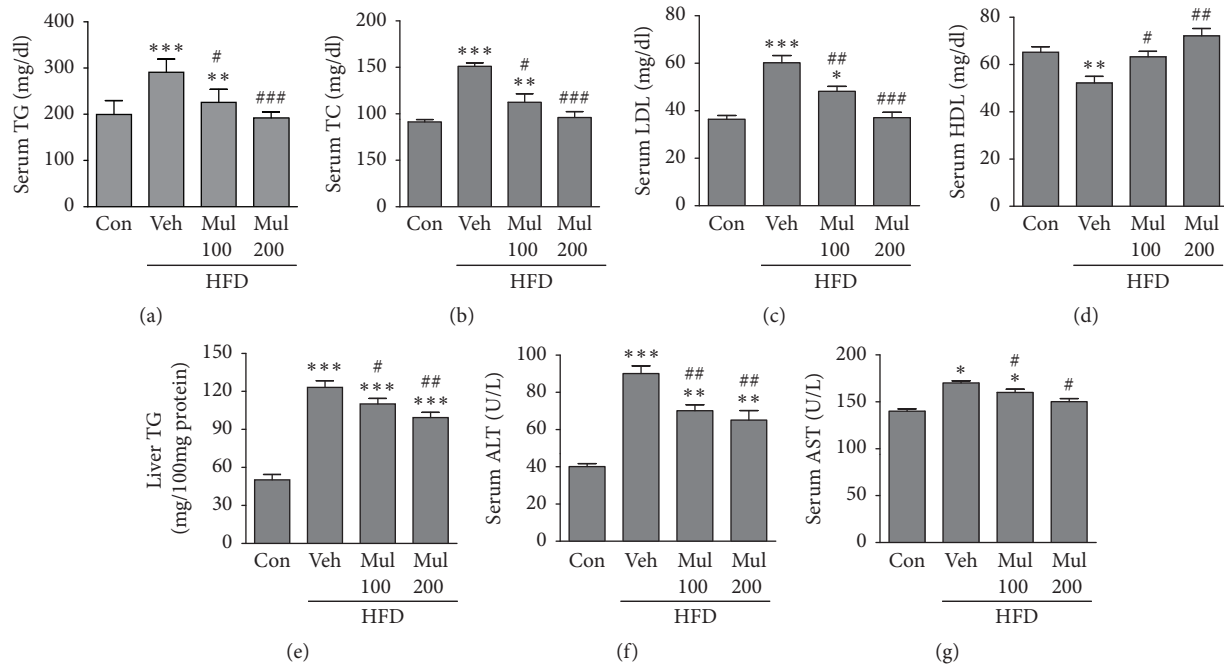 Serum TG (mg/dl)
400
300
200
100
0
***
#
**
###
Con
Veh
Mul
100
Mul
200
HFD
(a)
Serum TC (mg/dl)
200
150
100
150
0
***
#
**
###
Con
Veh
Mul
100
Mul
200
HFD
(b)
Serum LDL (mg/dl)
80
60
40
20
0
***
##
*
###
Con
Veh
Mul
100
Mul
200
HFD
(c)
Serum HDL (mg/dl)
80
60
40
20
0
**
#
##
Con
Veh
Mul
100
Mul
200
HFD
(d)
Liver TG
(mg/100mg protein)
150
120
90
60
30
0
***
#
***
##
***
Con
Veh
Mul
100
Mul
200
HFD
(e)
Serum ALT (U/L)
100
80
60
40
20
0
***
##
**
##
**
Con
Veh
Mul
100
Mul
200
HFD
(f)
Serum AST (U/L)
200
150
100
150
0
*
#
*
#
Con
Veh
Mul
100
Mul
200
HFD
(g)